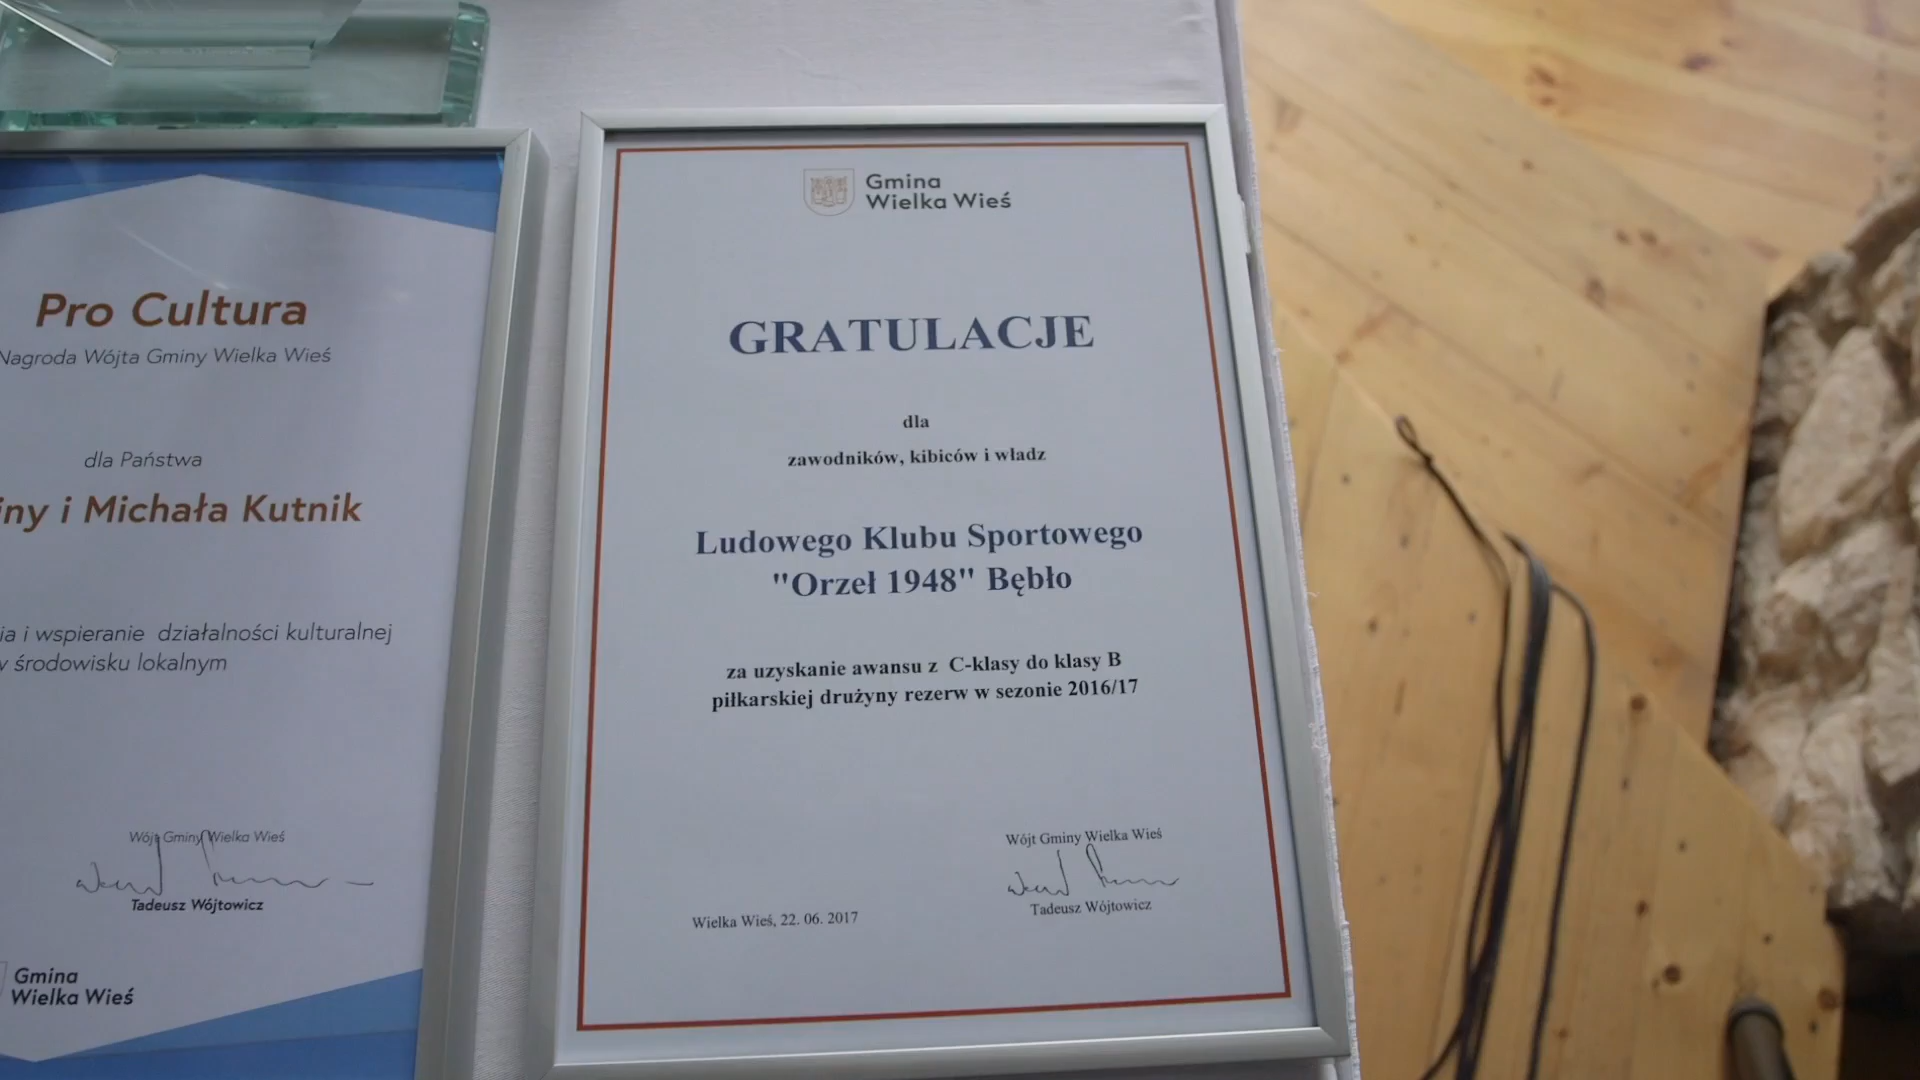 Pro Cultura
Nagroda Wójta Gminy Wielka Wieś
dla Państwa
i Michała Kutnik
i wspieranie działalności kulturalnej
środowisku lokalnym
Wójt Gminy Wielka Wieś
Tadeusz Wójtowicz
Gmina
Wielka Wieś
Gmina
Wielka Wieś
GRATULACJE
dla
zawodników, kibiców i władz
Ludowego Klubu Sportowego
"Orzeł 1948" Bębło
za uzyskanie awansu z C-klasy do klasy B
piłkarskiej drużyny rezerw w sezonie 2016/17
Wójt Gminy Wielka Wieś
Tadeusz Wójtowicz
Wielka Wieś, 22. 06. 2017